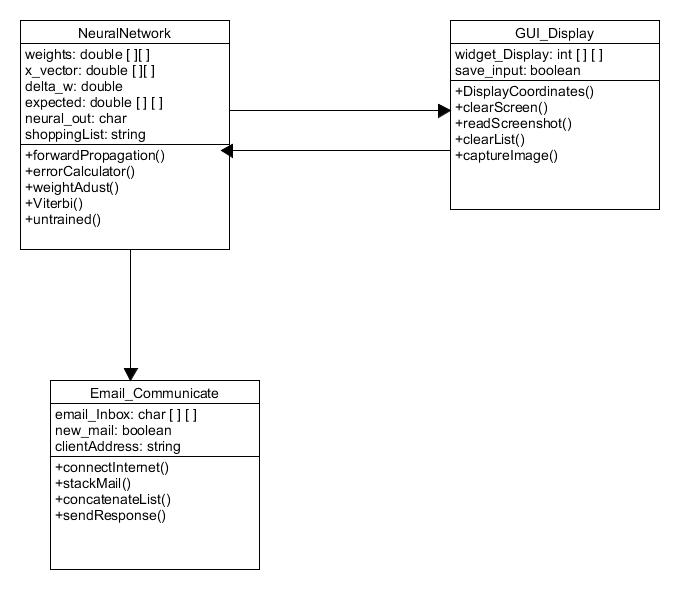 NeuralNetwork
weights: double [ ][ ]
x_vector: double [ ][ ]
delta_w: double
expected: double [ ] [ ]
neural_out: char
shoppingList: string
+forwardPropagation()
+errorCalculator()
+weightAdust()
+Viterbi()
+untrained()
GUI_Display
widget_Display: int [ ] [ ]
save_input: boolean
+DisplayCoordinates()
+clearScreen()
+readScreenshot()
+clearList()
+captureImage()
Email_Communicate
email_Inbox: char [ ] [ ]
new_mail: boolean
clientAddress: string
+connectInternet()
+stackMail()
+concatenateList()
+sendResponse()